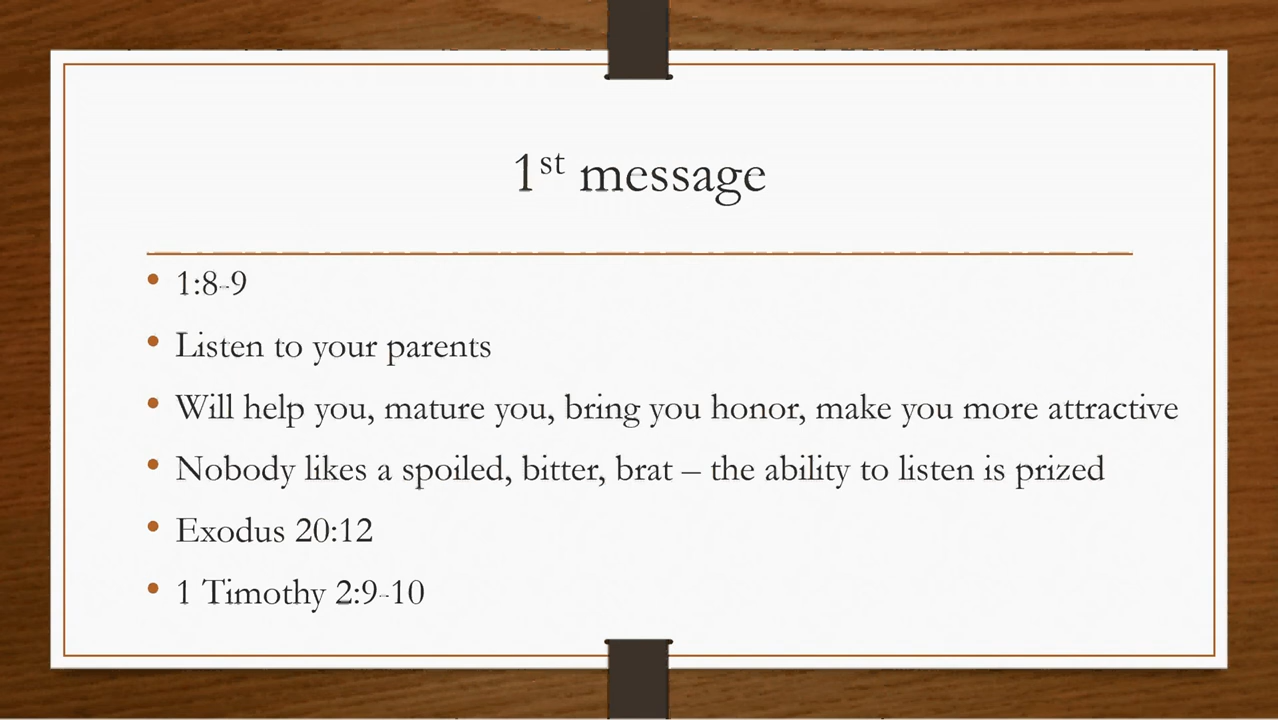 1st message
• 1:8-9
• Listen to your parents
• Will help you, mature you, bring you honor, make you more attractive
• Nobody likes a spoiled, bitter, brat – the ability to listen is prized
• Exodus 20:12
• 1 Timothy 2:9-10